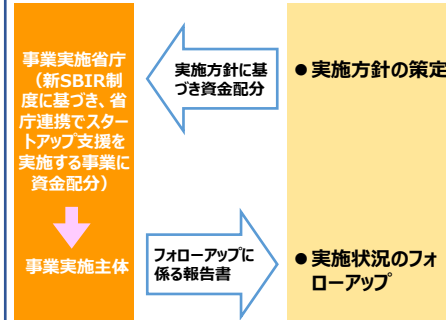 事業実施省庁
（新SBIR制
度に基づき、省
庁連携でスター
トアップ支援を
実施する事業に
資金配分）
事業実施主体
実施方針に基
づき資金配分
フォローアップに
係る報告書
●実施方針の策定
●実施状況のフォ
ローアップ